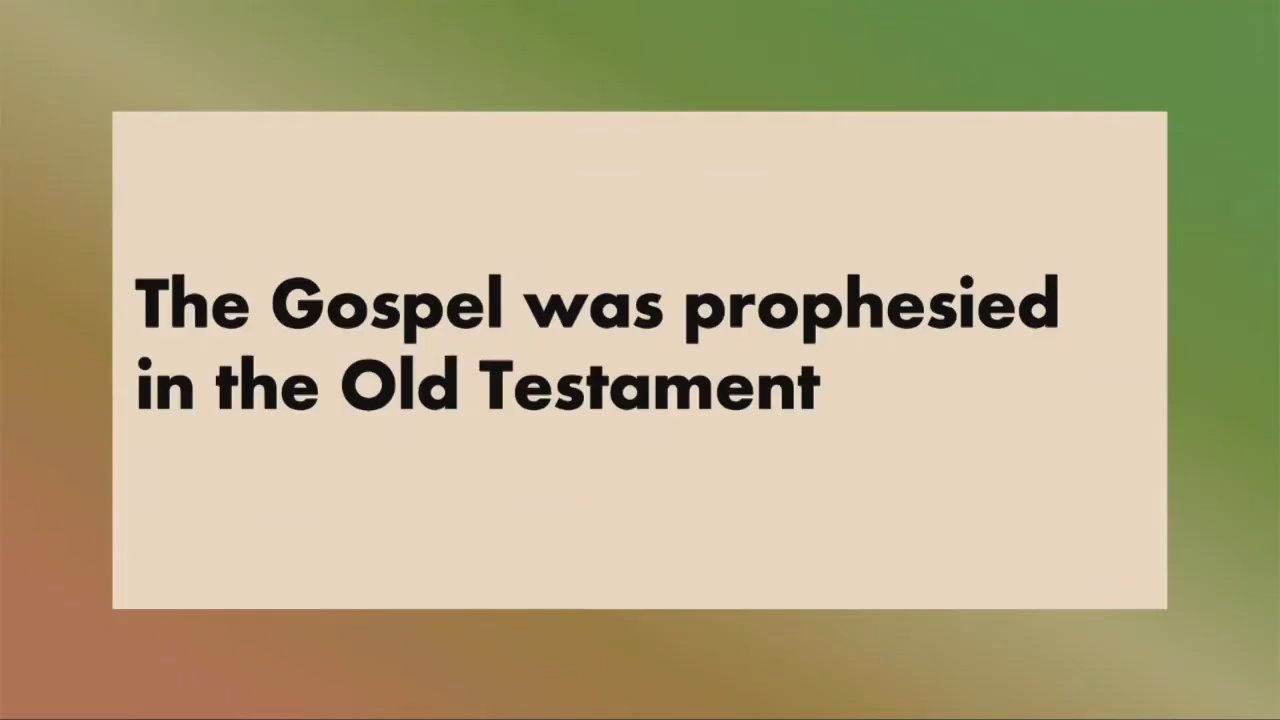 The Gospel was prophesied
in the Old Testament